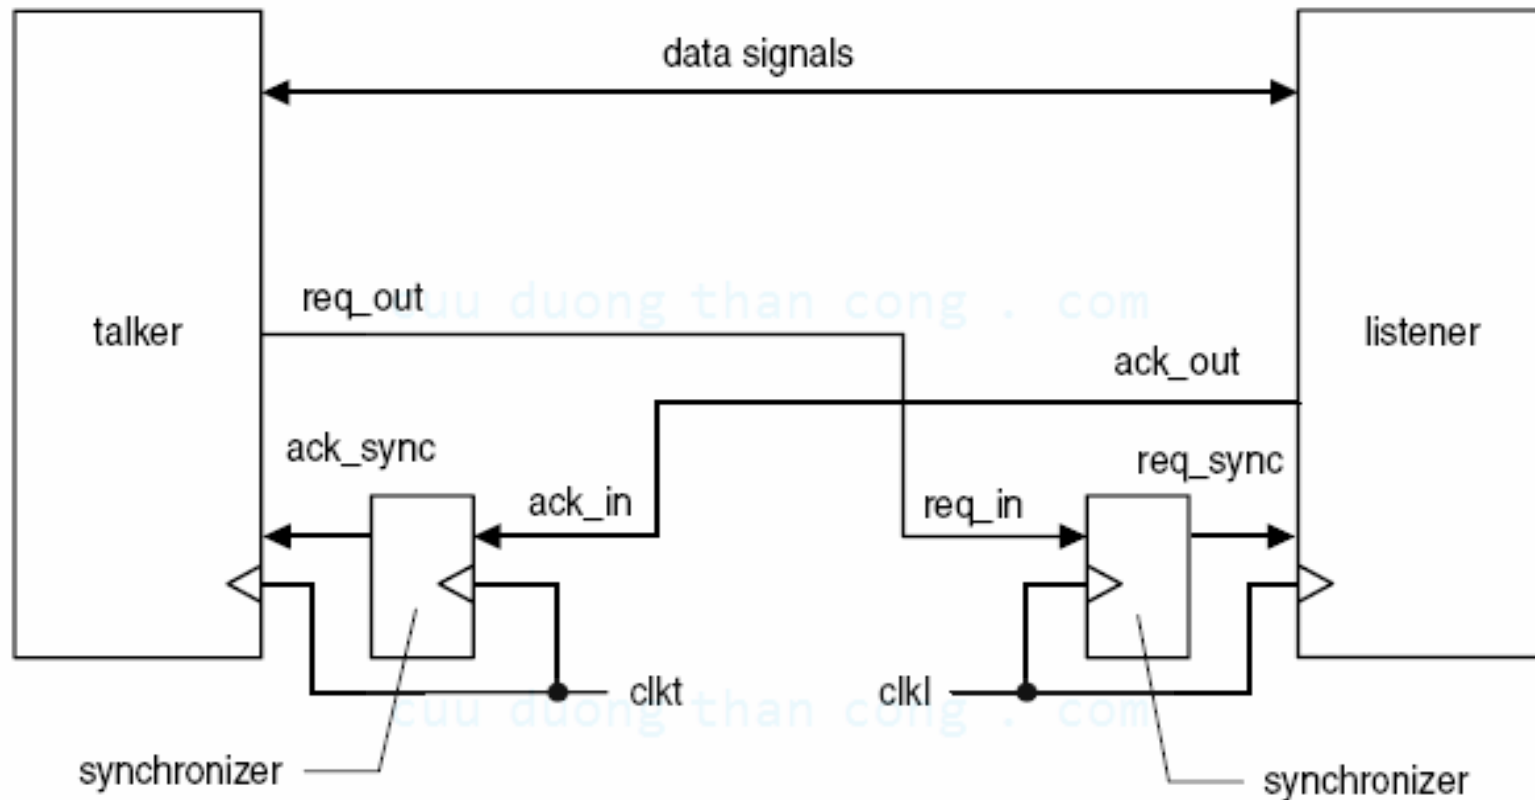 data signals
req_out
cuu duong than cong . com
talker
listener
ack_out
ack_sync
req_sync
ack_in
req_in
clkt
clkl
cuu duong than cong . com
synchronizer
synchronizer